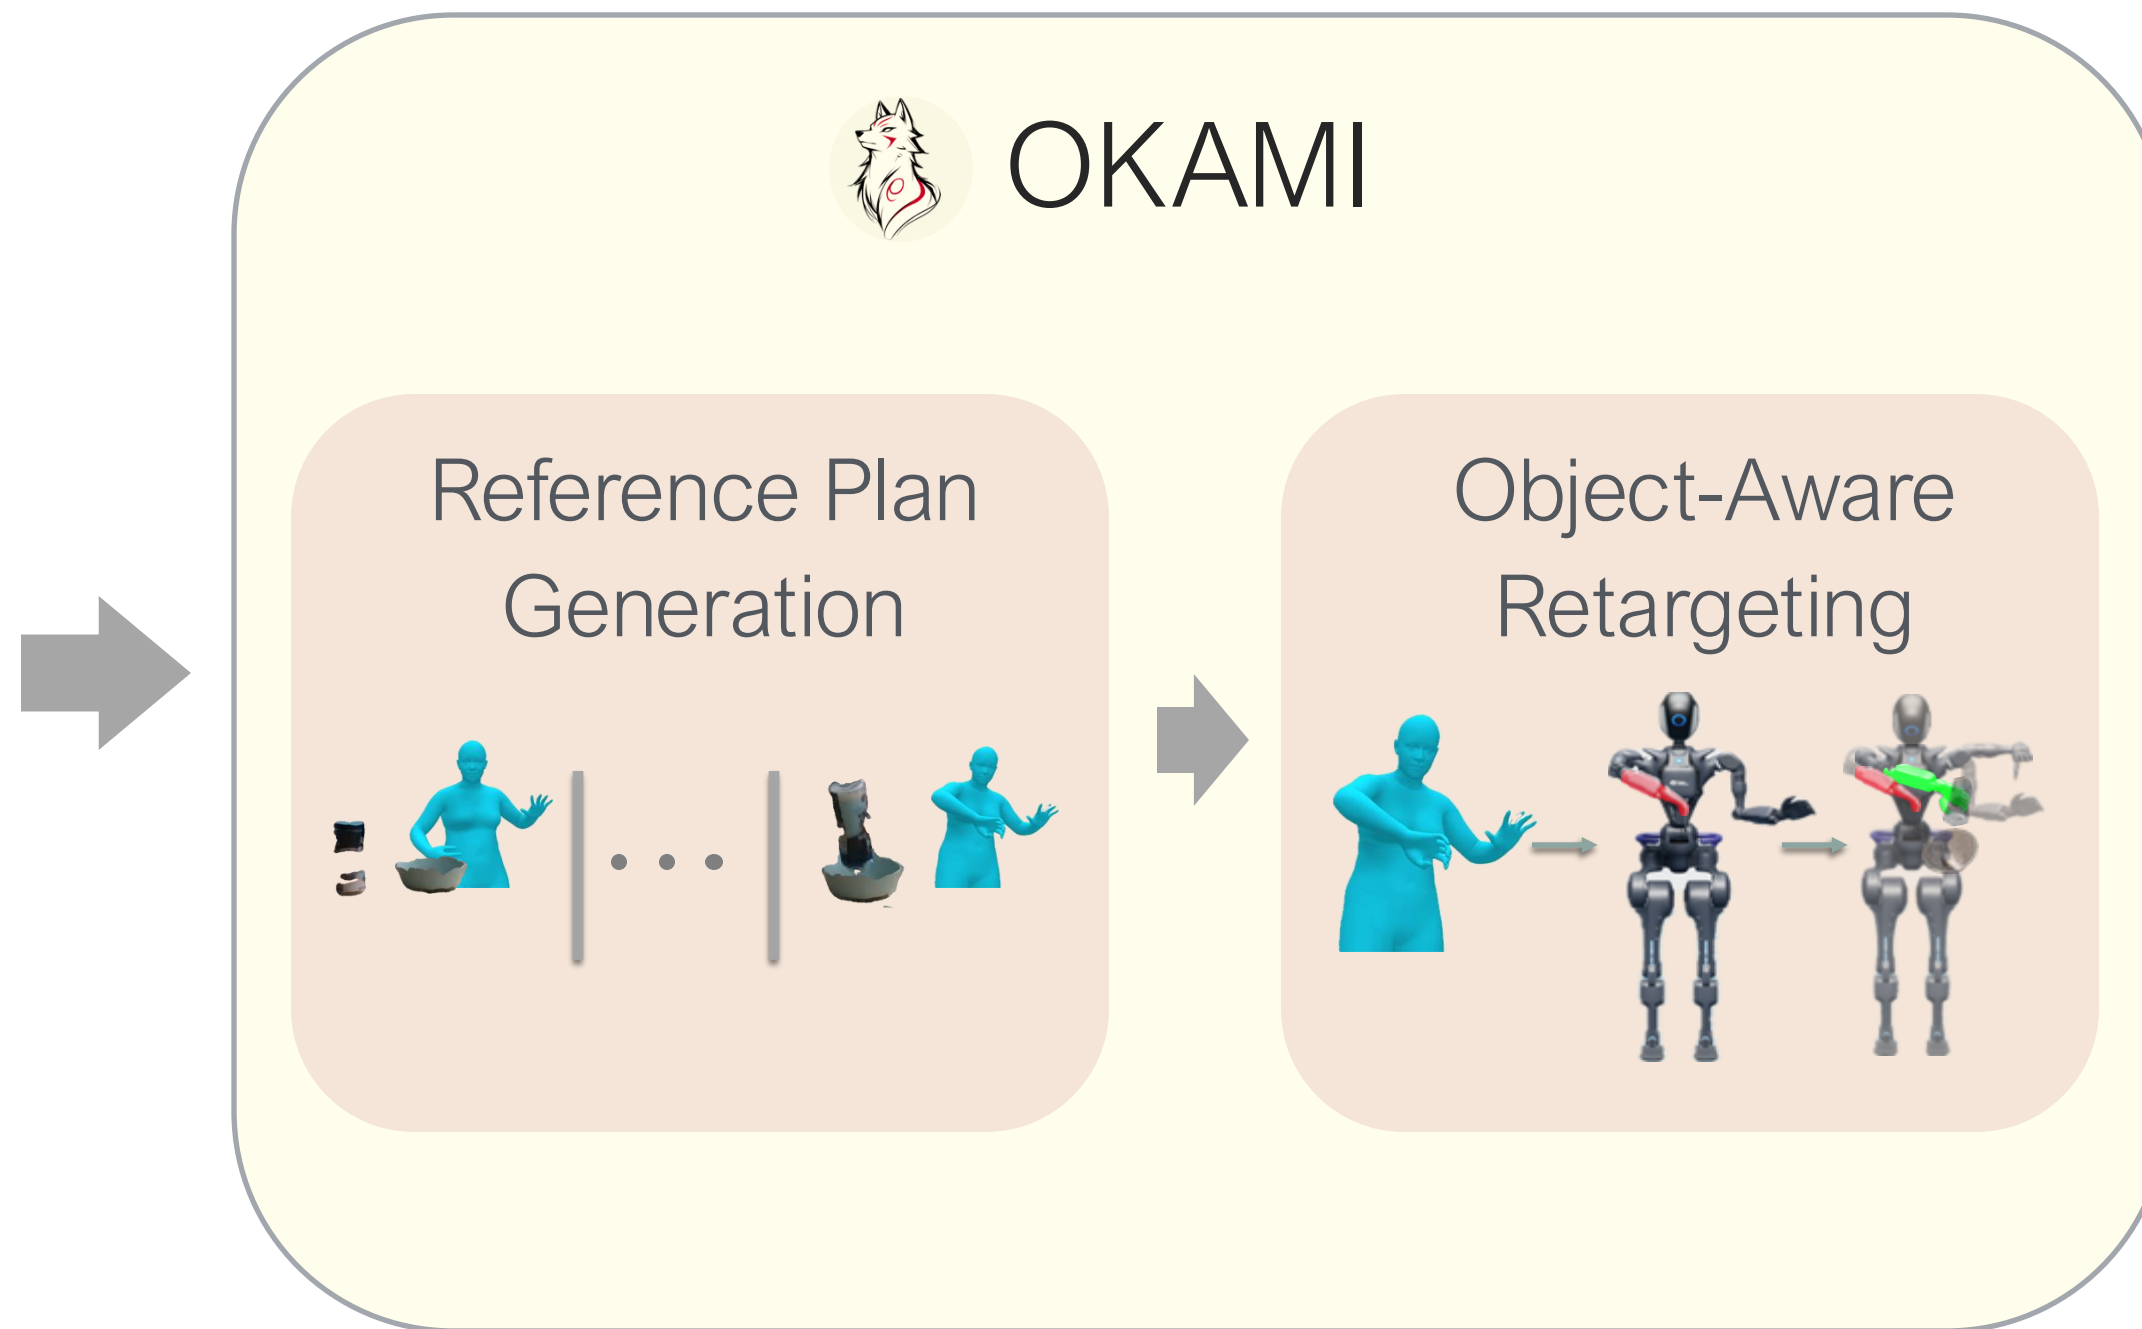 OKAMI
Reference Plan
Generation
Object-Aware
Retargeting